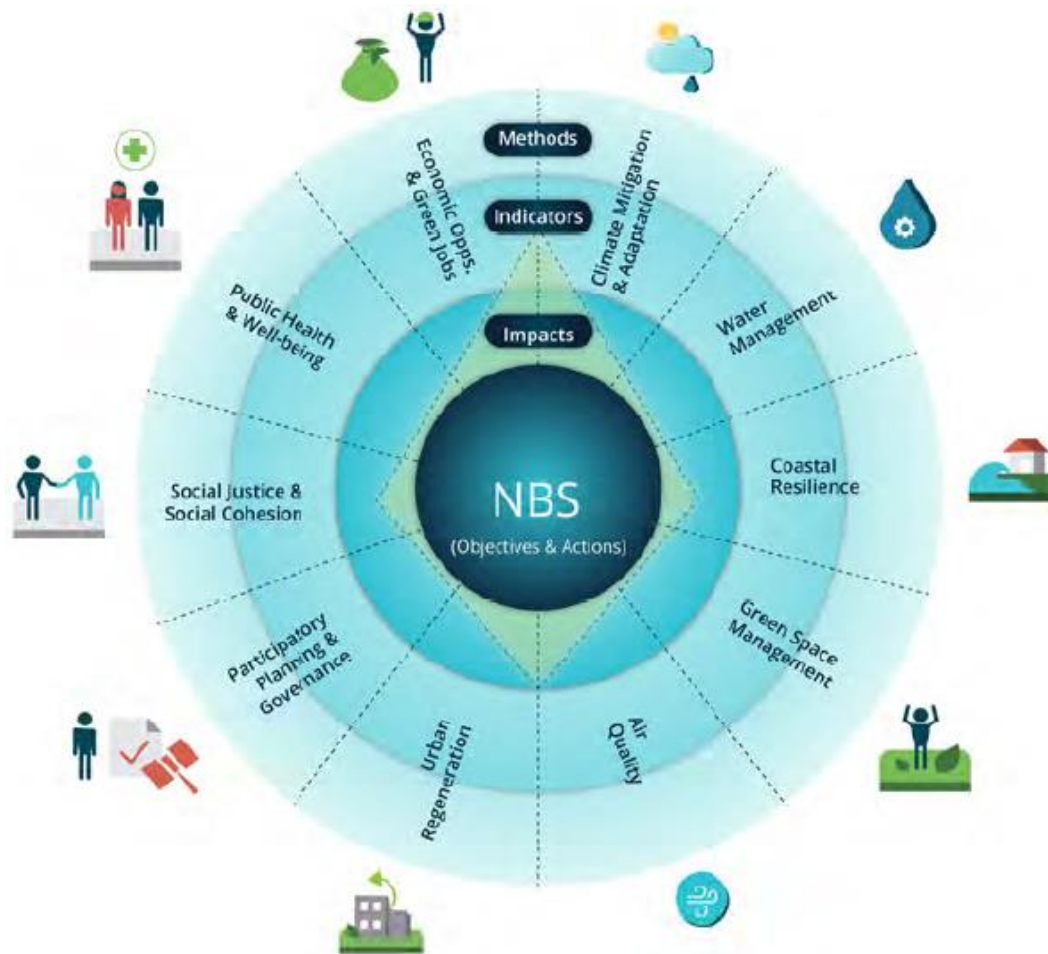 Methods
Indicators
Impacts
NBS
(Objectives & Actions)
Climate Mitigation
& Adaptation
Water
Management
Coastal
Resilience
Green Space
Management
Air
Quality
Urban
Regeneration
Participatory
Planning &
Governance
Social Justice &
Social Cohesion
Public Health
& Well-being
Economic Opps.
& Green Jobs